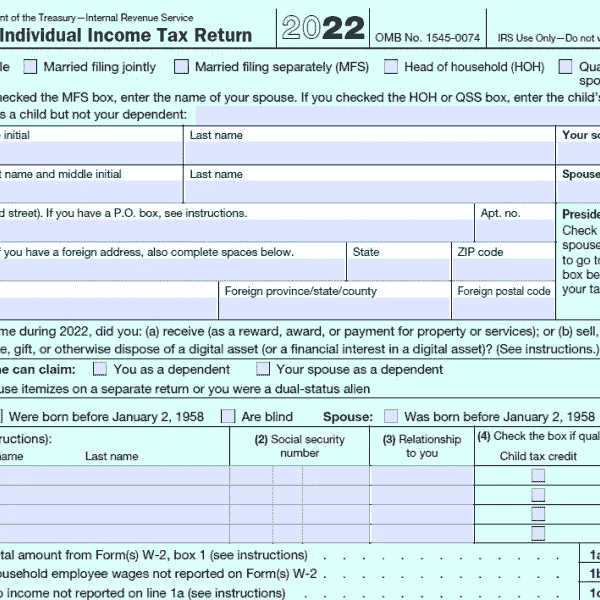 nt of the Treasury—Internal Revenue Service
Individual Income Tax Return 2022 OMB No. 1545-0074 IRS Use Only—Do not w
le Married filing jointly Married filing separately (MFS) Head of household (HOH) Qua
spo
hecked the MFS box, enter the name of your spouse. If you checked the HOH or QSS box, enter the child's
s a child but not your dependent:
initial Last name Your so
t name and middle initial Last name Spouse
d street). If you have a P.O. box, see instructions. Apt. no. Preside
Check
spouse
to go to
box be
your ta
f you have a foreign address, also complete spaces below. State ZIP code
Foreign province/state/county Foreign postal code
me during 2022, did you: (a) receive (as a reward, award, or payment for property or services); or (b) sell,
e, gift, or otherwise dispose of a digital asset (or a financial interest in a digital asset)? (See instructions.)
ne can claim: You as a dependent Your spouse as a dependent
use itemizes on a separate return or you were a dual-status alien
Were born before January 2, 1958 Are blind Spouse: Was born before January 2, 1958
ructions): (2) Social security number (3) Relationship to you (4) Check the box if qual
name Last name Child tax credit
tal amount from Form(s) W-2, box 1 (see instructions) . . . . . . . . . . . . . 1a
ousehold employee wages not reported on Form(s) W-2 . . . . . . . . . . . . . 1b
o income not reported on line 1a (see instructions) . . . . . . . . . . . . . . 1c